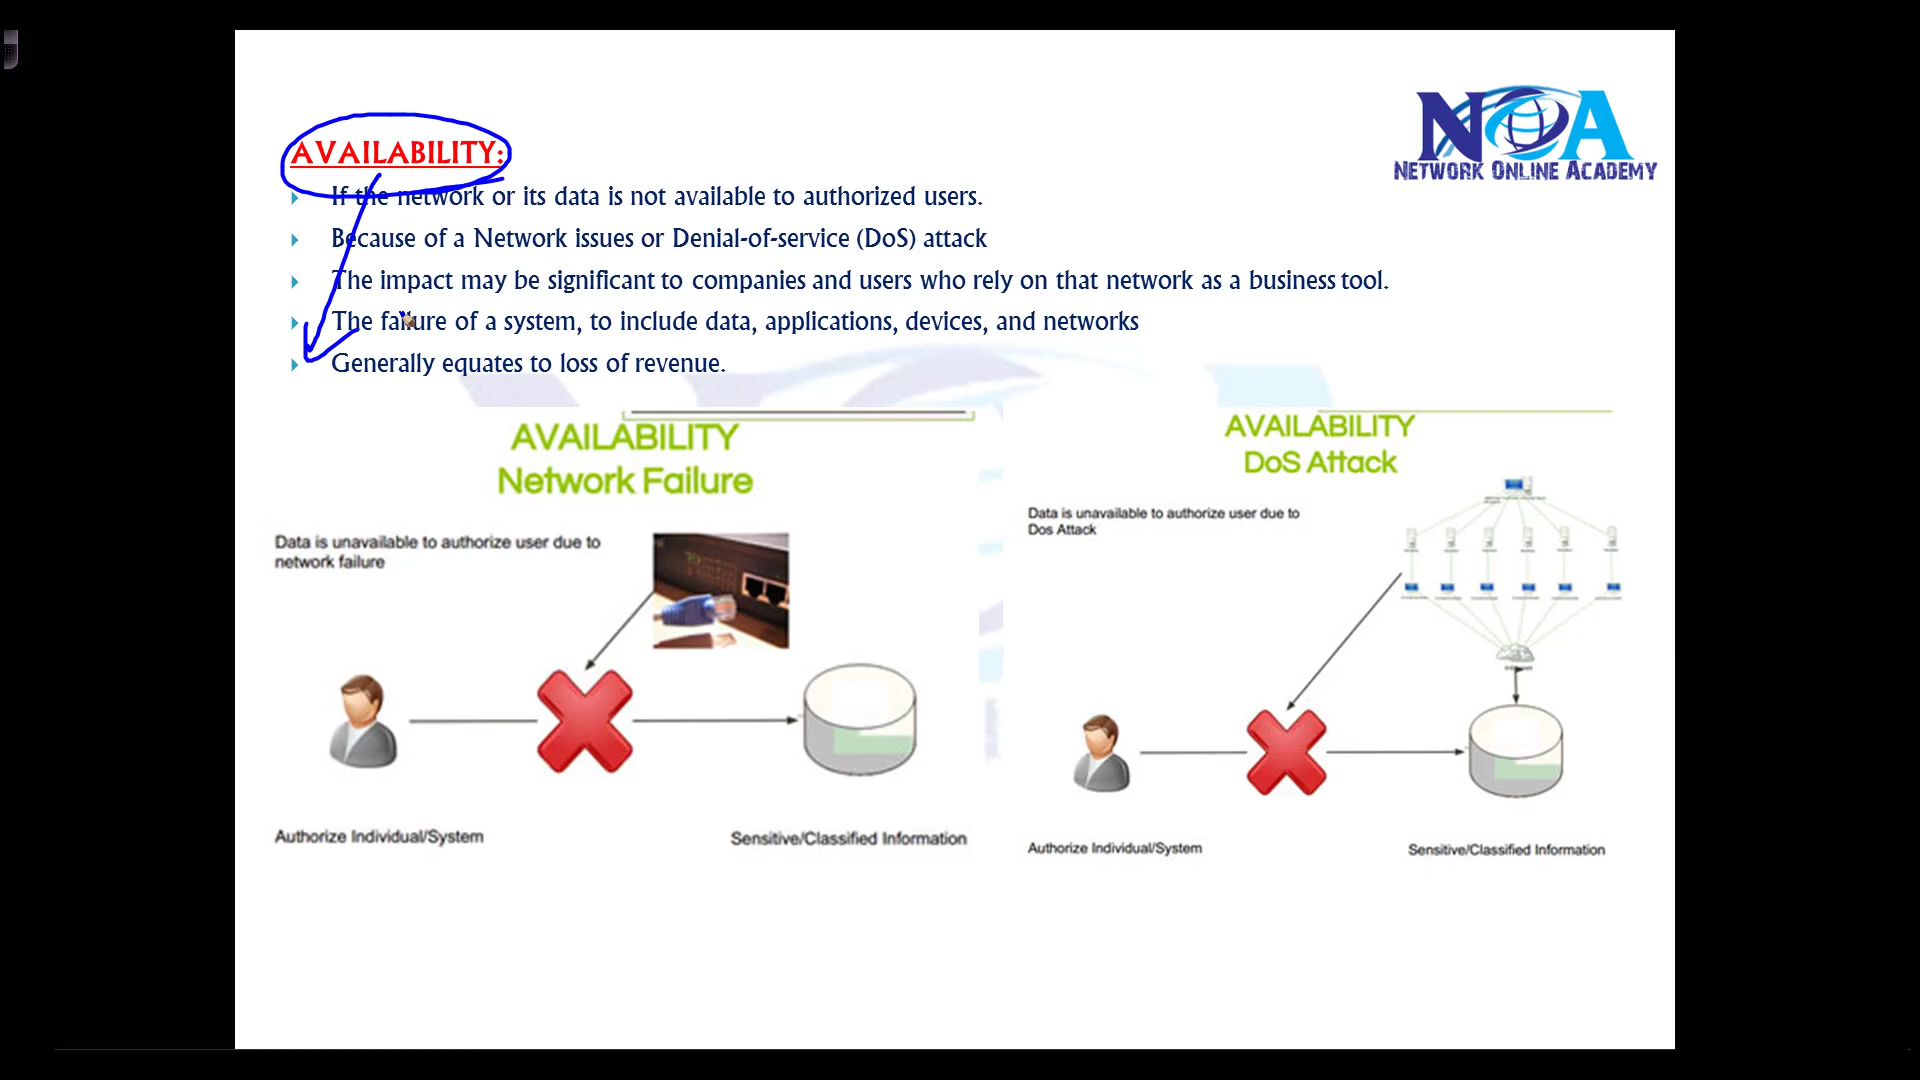 NOA
NETWORK ONLINE ACADEMY
AVAILABILITY:
If the network or its data is not available to authorized users.
Because of a Network issues or Denial-of-service (DoS) attack
The impact may be significant to companies and users who rely on that network as a business tool.
The failure of a system, to include data, applications, devices, and networks
Generally equates to loss of revenue.
AVAILABILITY
Network Failure
Data is unavailable to authorize user due to
network failure
Authorize Individual/System
Sensitive/Classified Information
AVAILABILITY
DoS Attack
Data is unavailable to authorize user due to
Dos Attack
Authorize Individual/System
Sensitive/Classified Information